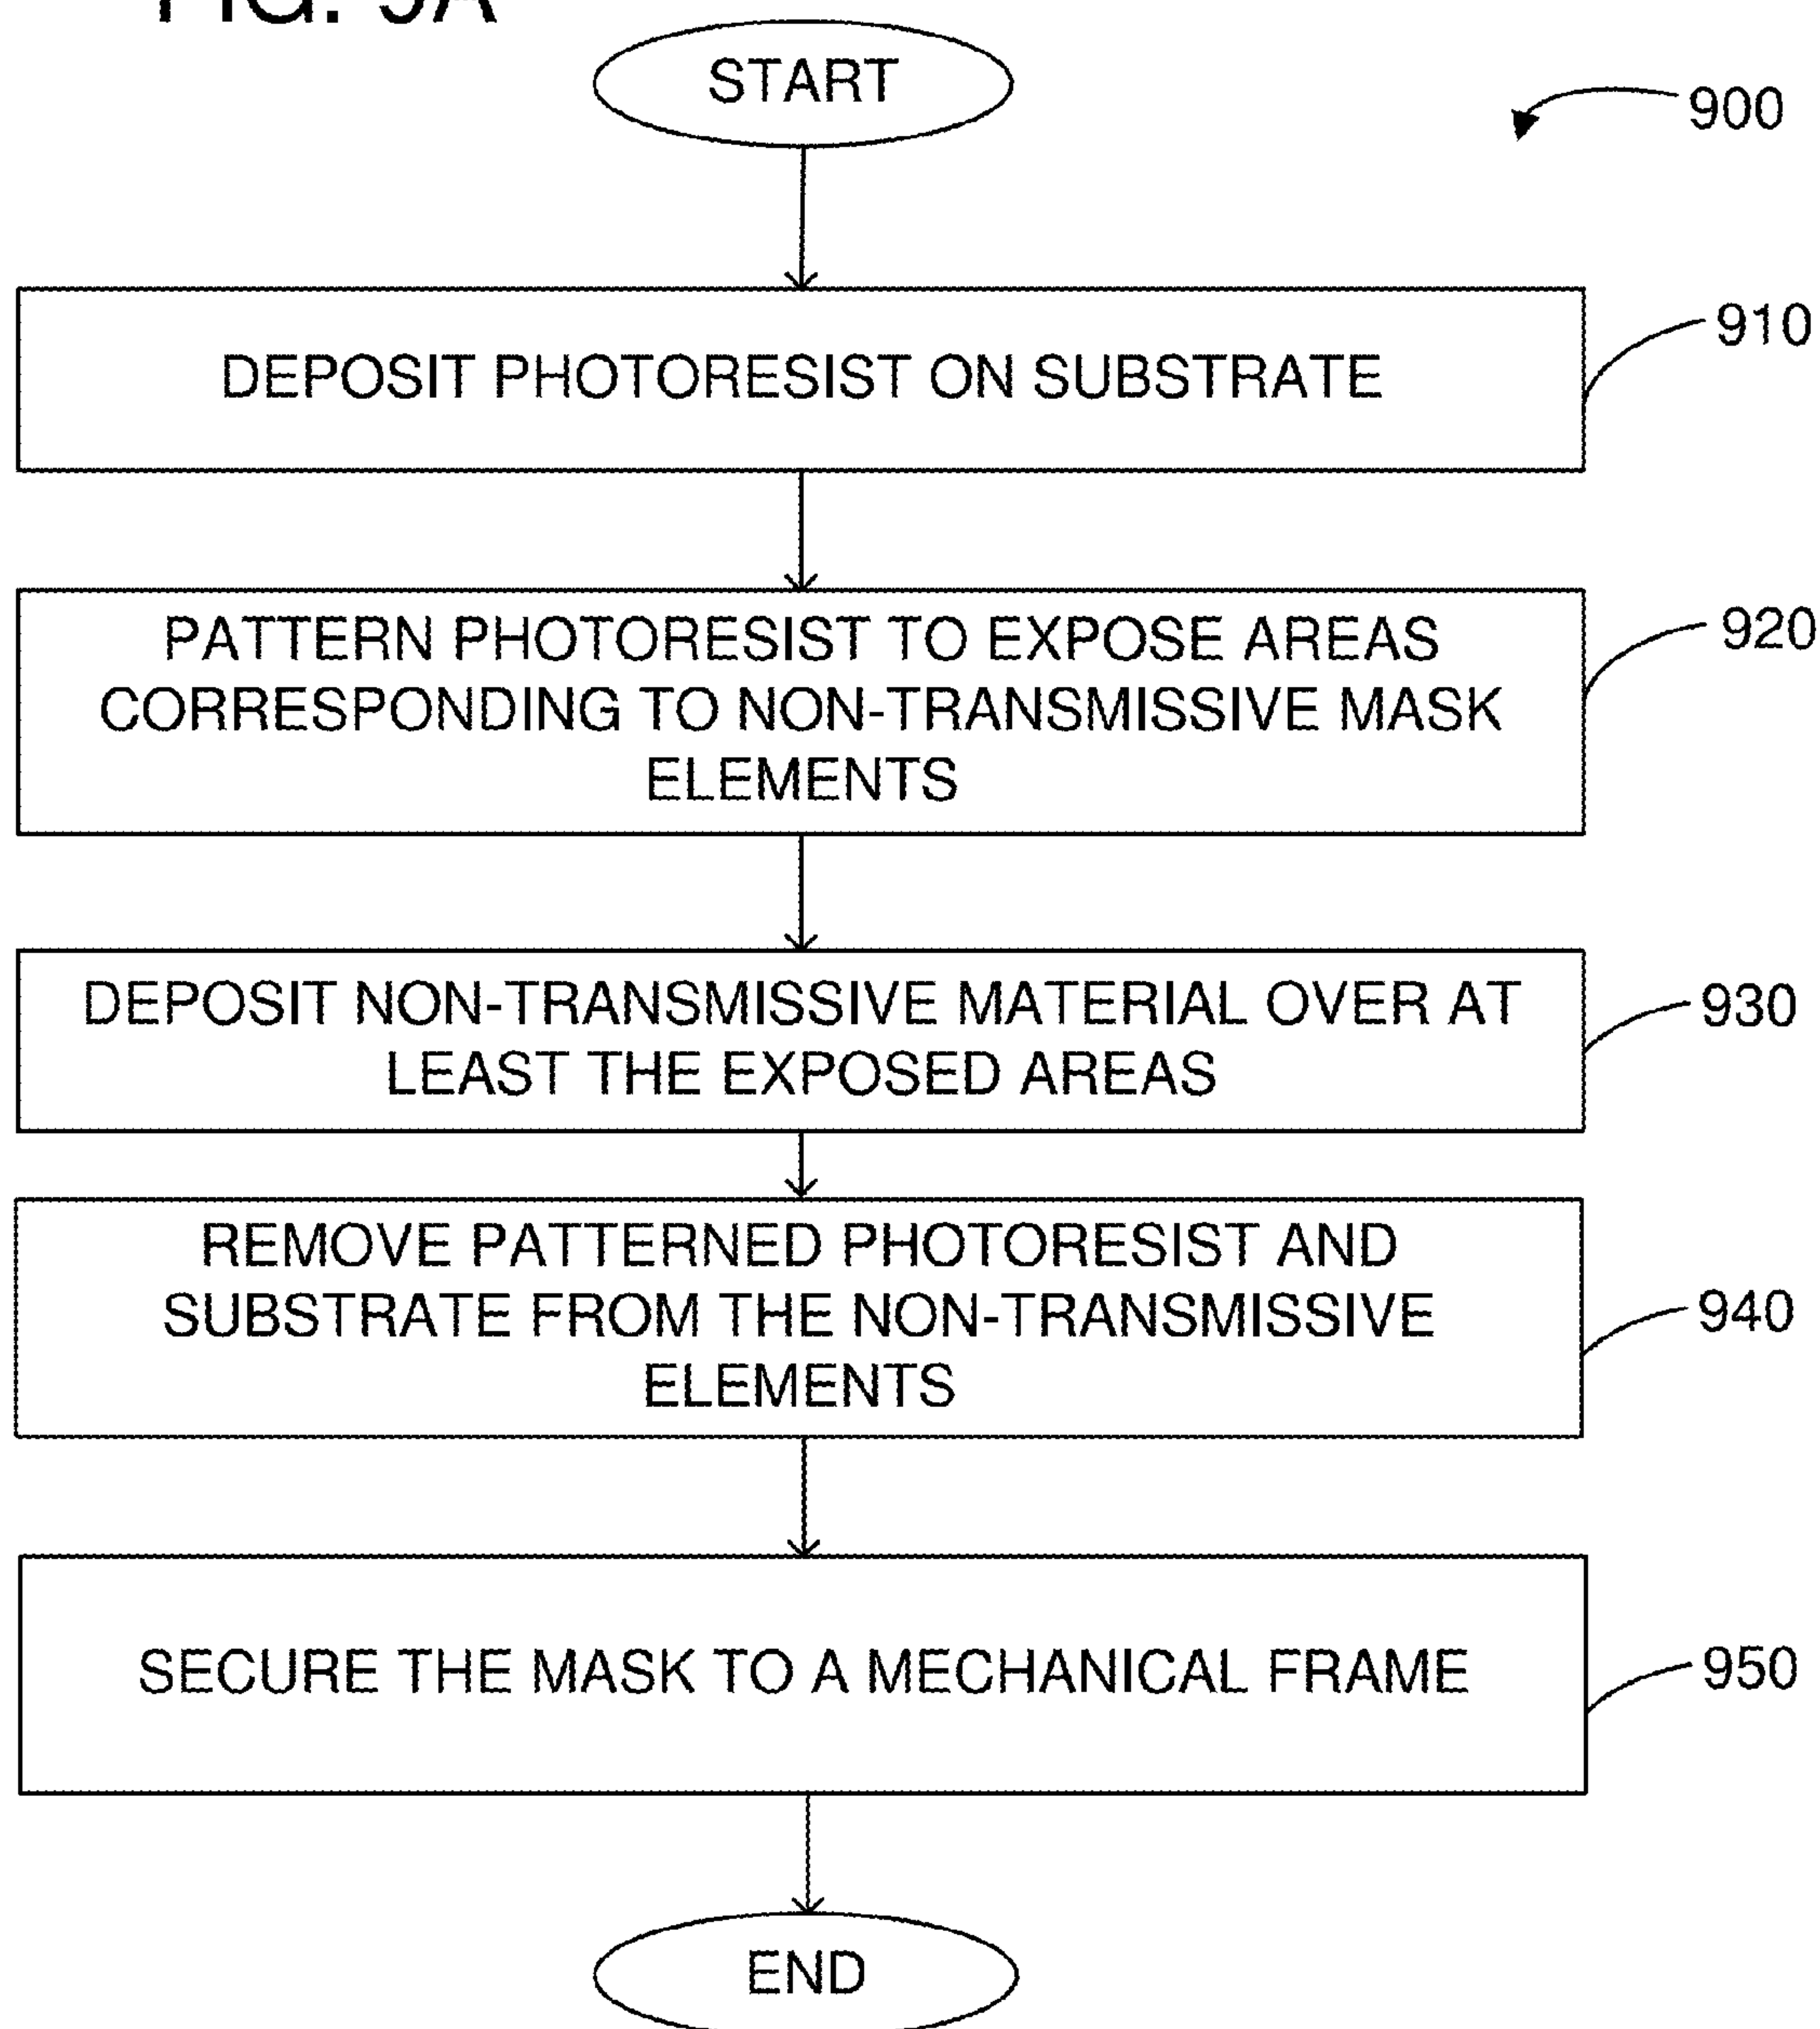 FIG. 9A
START
900
DEPOSIT PHOTORESIST ON SUBSTRATE
910
PATTERN PHOTORESIST TO EXPOSE AREAS
CORRESPONDING TO NON-TRANSMISSIVE MASK
ELEMENTS
920
DEPOSIT NON-TRANSMISSIVE MATERIAL OVER AT
LEAST THE EXPOSED AREAS
930
REMOVE PATTERNED PHOTORESIST AND
SUBSTRATE FROM THE NON-TRANSMISSIVE
ELEMENTS
940
SECURE THE MASK TO A MECHANICAL FRAME
950
END